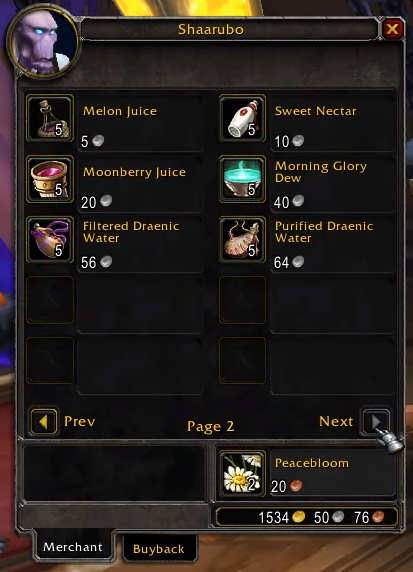 Shaarubo
5
Melon Juice
5
5
Sweet Nectar
10
5
Moonberry Juice
20
5
Morning Glory
Dew
40
5
Filtered Draenic
Water
56
5
Purified Draenic
Water
64
Prev
Page 2
Next
2
Peacebloom
20
1534 50 76
Merchant
Buyback